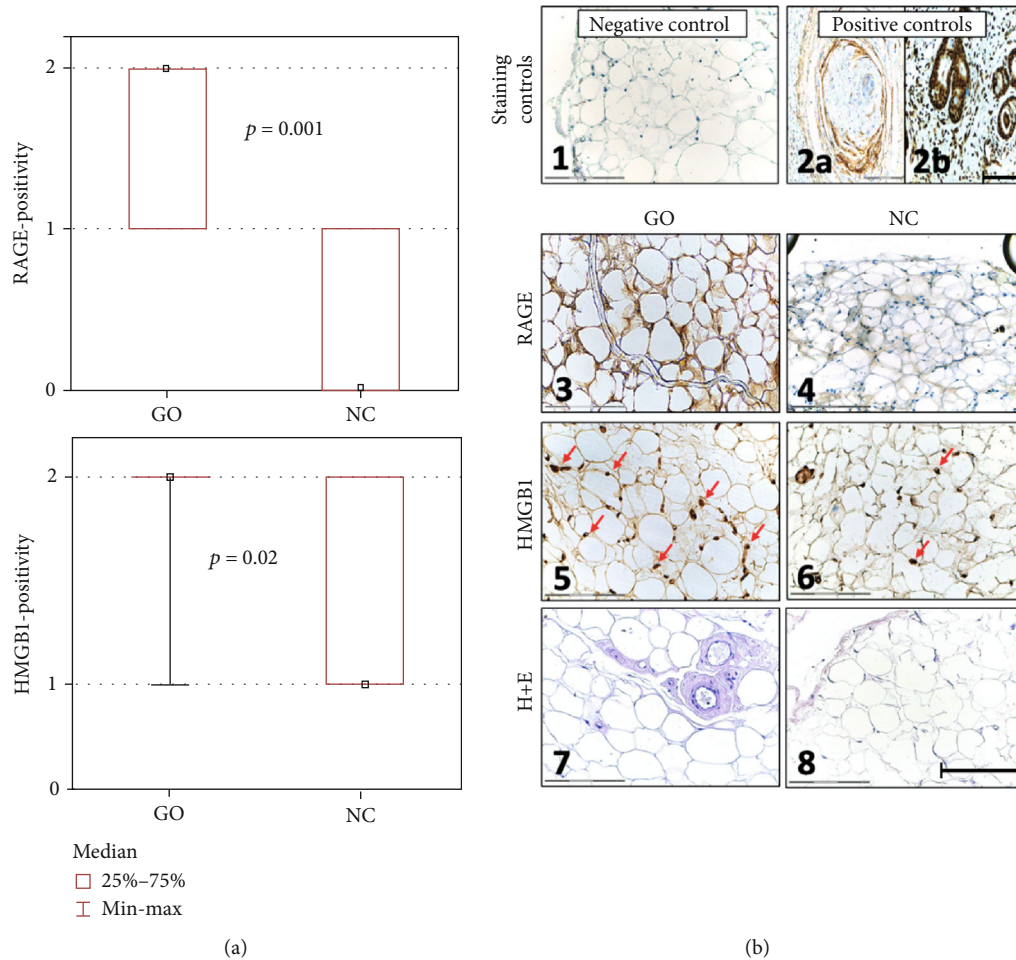 RAGE-positivity
2
1
0
p = 0.001
GO
NC
HMGB1-positivity
2
1
0
p = 0.02
GO
NC
Median
25%–75%
Min-max
(a)
Staining
controls
Negative control
Positive controls
1
2a
2b
GO
NC
RAGE
3
4
HMGB1
5
6
H+E
7
8
(b)